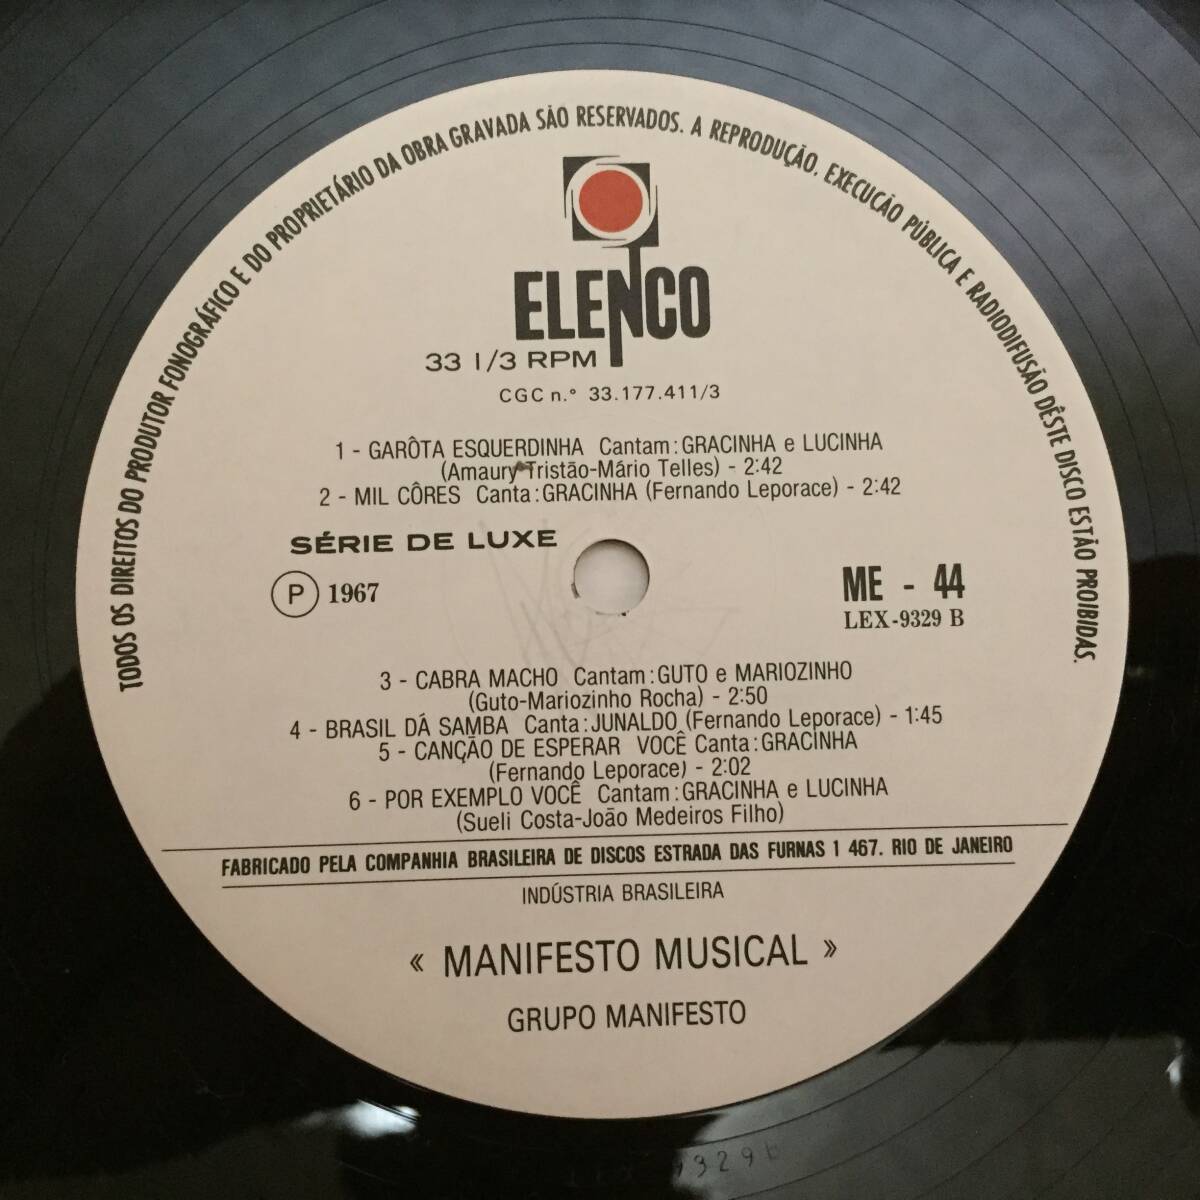 TODOS OS DIREITOS DO PRODUTOR FONOGRÁFICO E DO PROPRIETÁRIO DA OBRA GRAVADA SÃO RESERVADOS. A REPRODUÇÃO, EXECUÇÃO PÚBLICA E RADIODIFUSÃO DÊSTE DISCO ESTÃO PROIBIDAS.
ELENCO
33 1/3 RPM
CGC n.° 33.177.411/3
1 - GARÔTA ESQUERDINHA Cantam: GRACINHA e LUCINHA
(Amaury Tristão-Mário Telles) - 2:42
2 - MIL CÔRES Canta: GRACINHA (Fernando Leporace) - 2:42
SÉRIE DE LUXE
P 1967
ME - 44
LEX-9329 B
3 - CABRA MACHO Cantam: GUTO e MARIOZINHO
(Guto-Mariozinho Rocha) - 2:50
4 - BRASIL DÁ SAMBA Canta: JUNALDO (Fernando Leporace) - 1:45
5 - CANÇÃO DE ESPERAR VOCÊ Canta: GRACINHA
(Fernando Leporace) - 2:02
6 - POR EXEMPLO VOCÊ Cantam: GRACINHA e LUCINHA
(Sueli Costa-João Medeiros Filho)
FABRICADO PELA COMPANHIA BRASILEIRA DE DISCOS ESTRADA DAS FURNAS 1 467. RIO DE JANEIRO
INDÚSTRIA BRASILEIRA
« MANIFESTO MUSICAL »
GRUPO MANIFESTO